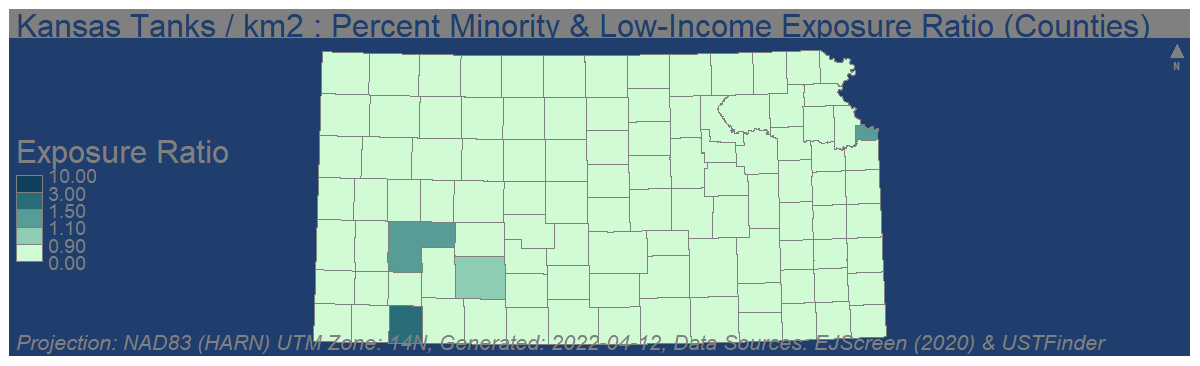 Kansas Tanks / km2 : Percent Minority & Low-Income Exposure Ratio (Counties)
N
Exposure Ratio
10.00
3.00
1.50
1.10
0.90
0.00
Projection: NAD83 (HARN) UTM Zone: 14N, Generated: 2022-04-12, Data Sources: EJScreen (2020) & USTFinder